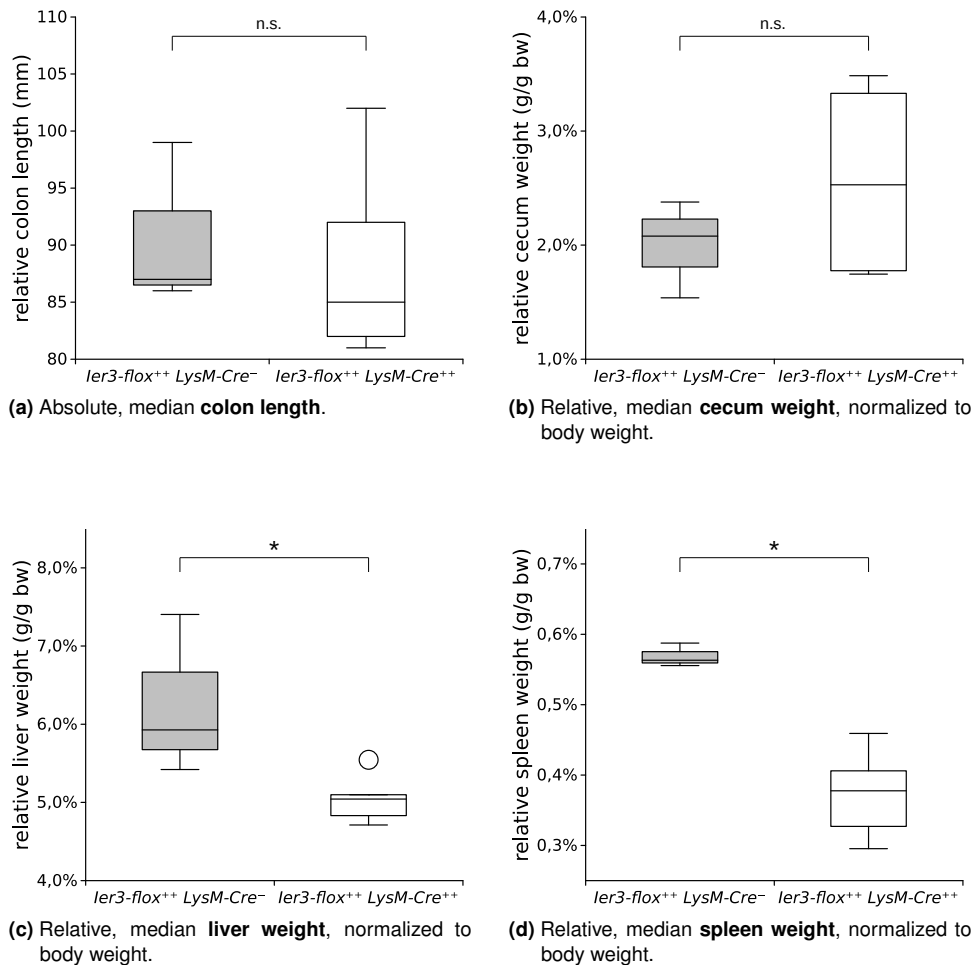 n.s.
110
105
100
95
90
85
80
relative colon length (mm)
Ier3-flox⁺⁺ LysM-Cre⁻ Ier3-flox⁺⁺ LysM-Cre⁺⁺
(a) Absolute, median colon length.
n.s.
4,0%
3,0%
2,0%
1,0%
relative cecum weight (g/g bw)
Ier3-flox⁺⁺ LysM-Cre⁻ Ier3-flox⁺⁺ LysM-Cre⁺⁺
(b) Relative, median cecum weight, normalized to
body weight.
*
8,0%
7,0%
6,0%
5,0%
4,0%
relative liver weight (g/g bw)
Ier3-flox⁺⁺ LysM-Cre⁻ Ier3-flox⁺⁺ LysM-Cre⁺⁺
(c) Relative, median liver weight, normalized to
body weight.
*
0,7%
0,6%
0,5%
0,4%
0,3%
relative spleen weight (g/g bw)
Ier3-flox⁺⁺ LysM-Cre⁻ Ier3-flox⁺⁺ LysM-Cre⁺⁺
(d) Relative, median spleen weight, normalized to
body weight.